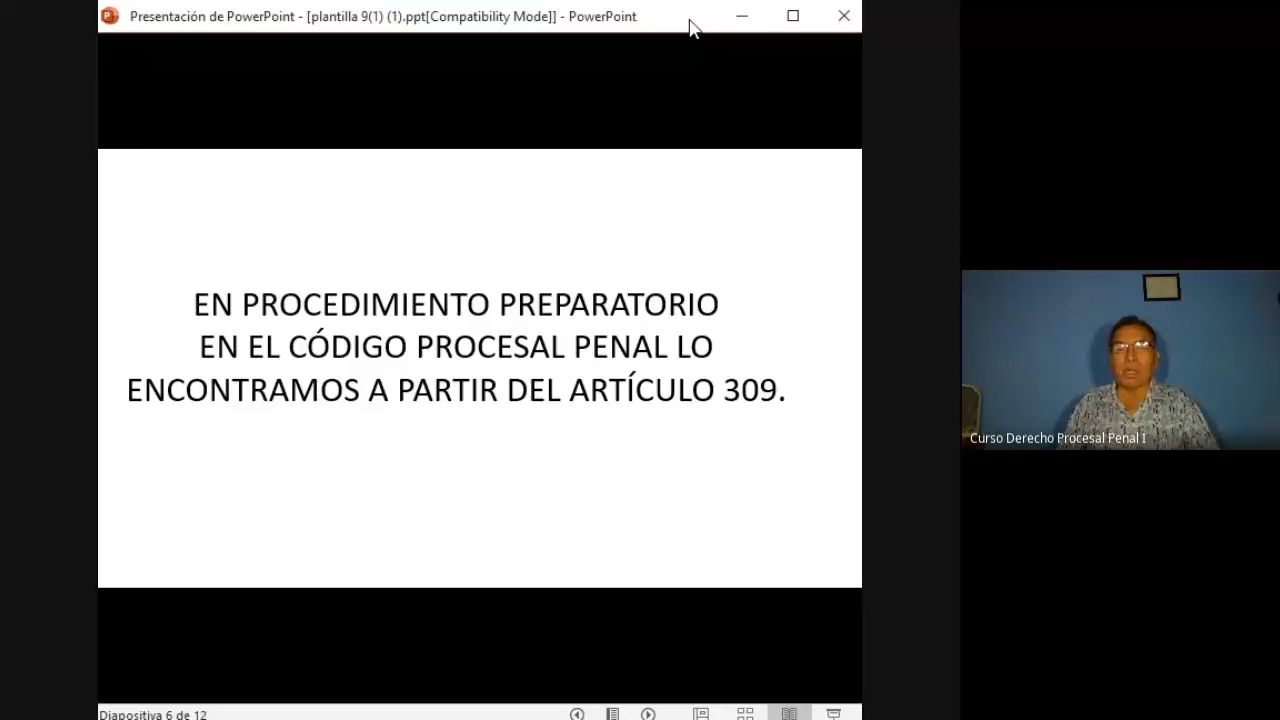 Presentación de PowerPoint - [plantilla 9(1) (1).ppt[Compatibility Mode]] - PowerPoint
EN PROCEDIMIENTO PREPARATORIO
EN EL CÓDIGO PROCESAL PENAL LO
ENCONTRAMOS A PARTIR DEL ARTÍCULO 309.
Curso Derecho Procesal Penal I
Diapositiva 6 de 12